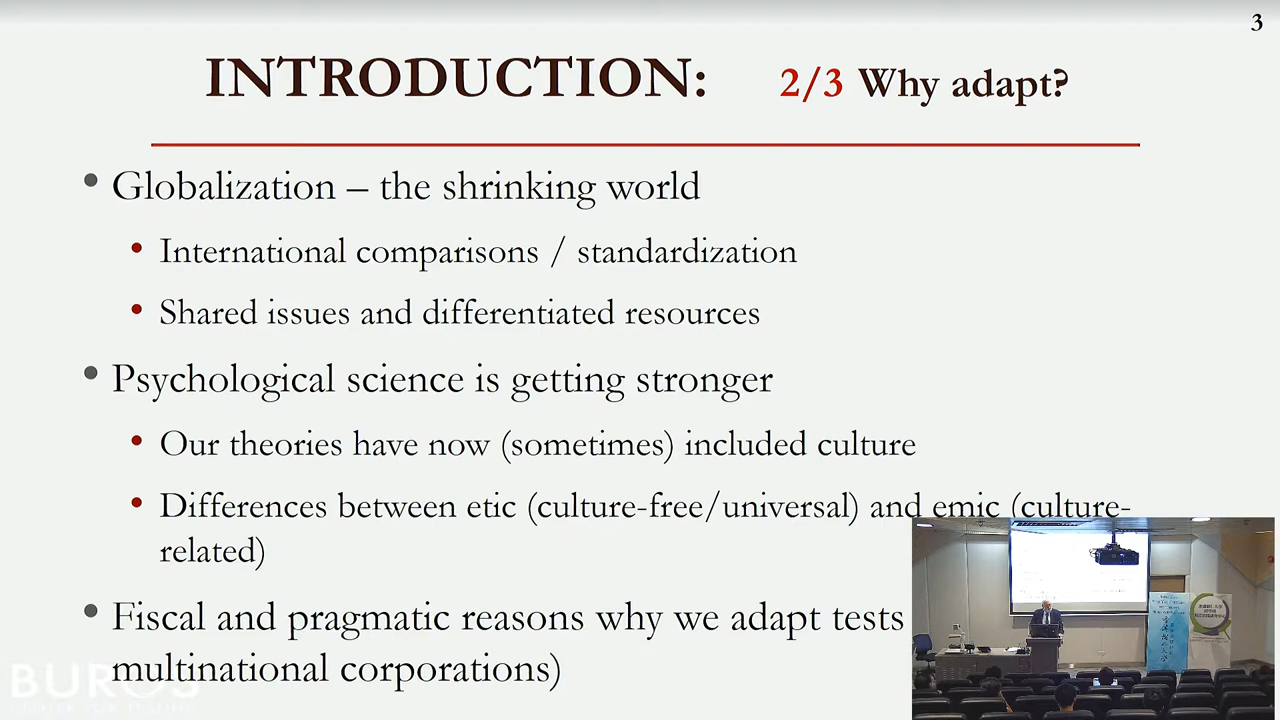 3
INTRODUCTION: 2/3 Why adapt?
• Globalization – the shrinking world
• International comparisons / standardization
• Shared issues and differentiated resources
• Psychological science is getting stronger
• Our theories have now (sometimes) included culture
• Differences between etic (culture-free/universal) and emic (culture-
related)
• Fiscal and pragmatic reasons why we adapt tests
multinational corporations)
BUROS